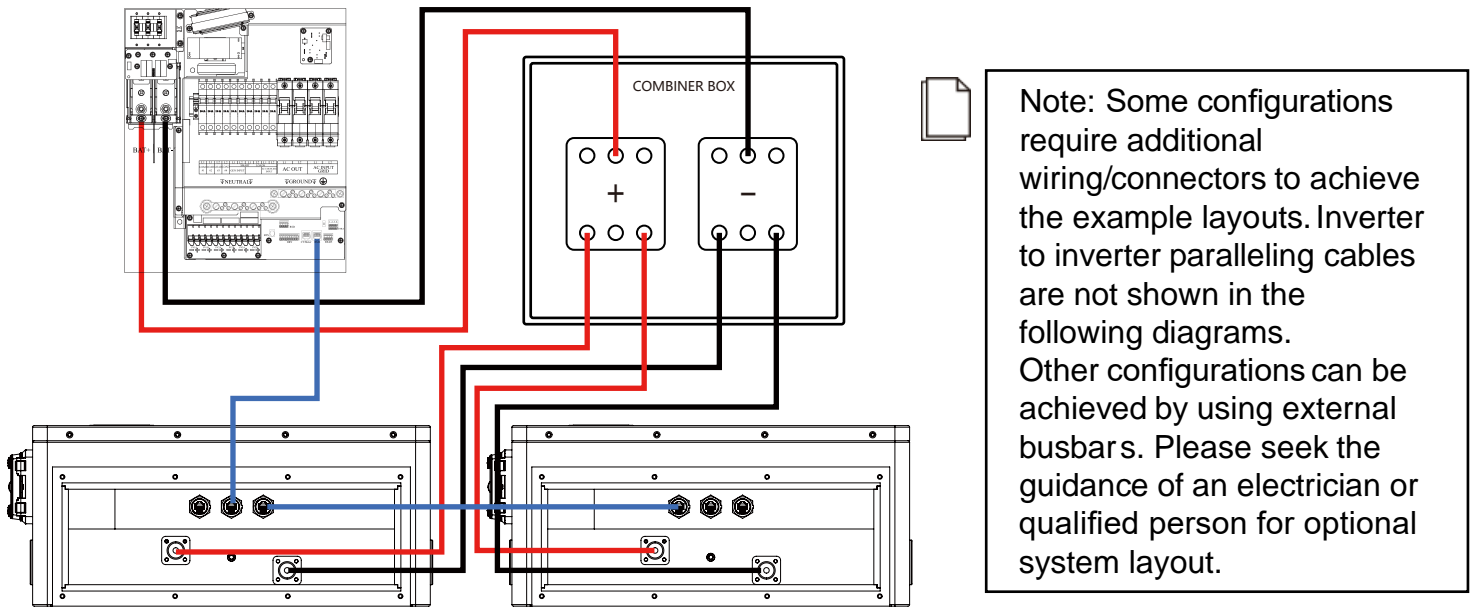 COMBINER BOX
+
−
BAT+ BAT-
AC OUT
AC INPUT
GRID
NEUTRAL
GROUND
Note: Some configurations
require additional
wiring/connectors to achieve
the example layouts. Inverter
to inverter paralleling cables
are not shown in the
following diagrams.
Other configurations can be
achieved by using external
busbars. Please seek the
guidance of an electrician or
qualified person for optional
system layout.